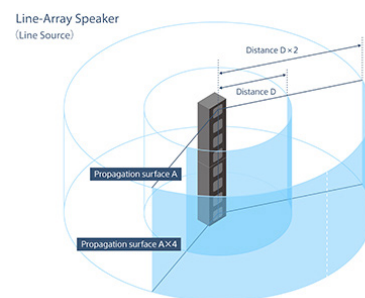 Line-Array Speaker
(Line Source)
Distance D×2
Distance D
Propagation surface A
Propagation surface A×4